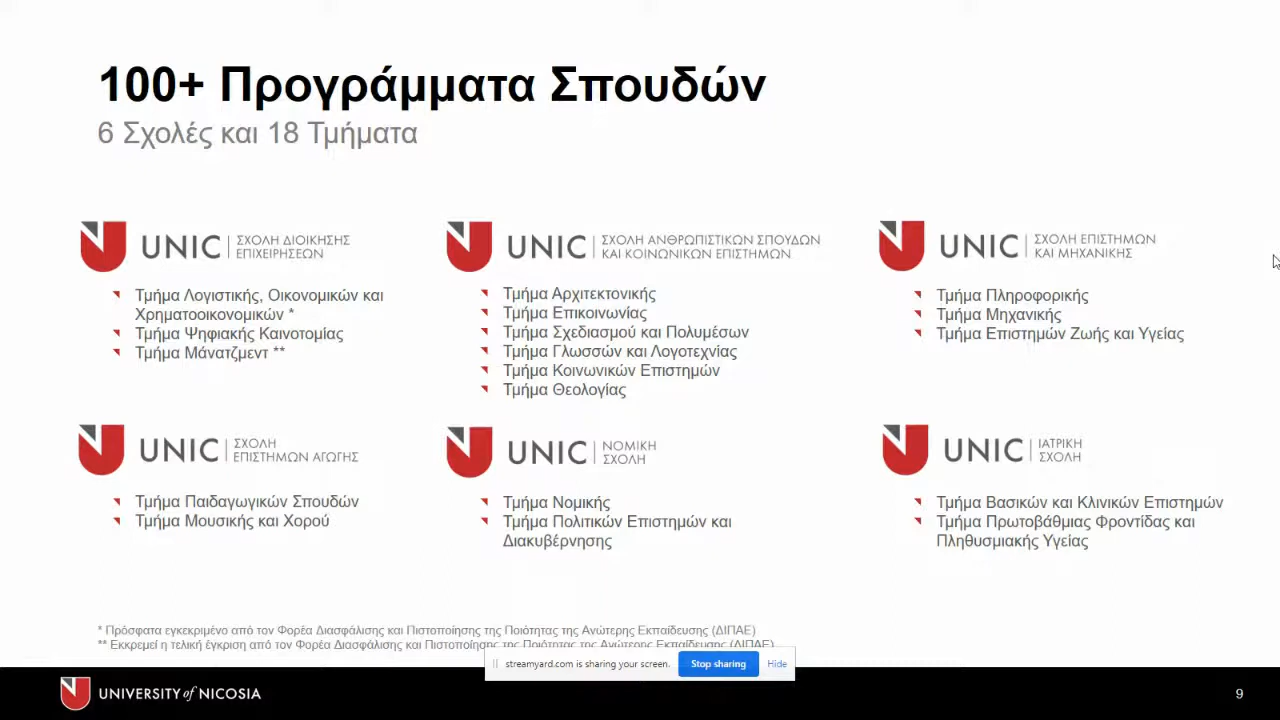 100+ Προγράμματα Σπουδών
6 Σχολές και 18 Τμήματα
UNIC ΣΧΟΛΗ ΔΙΟΙΚΗΣΗΣ
ΕΠΙΧΕΙΡΗΣΕΩΝ
Τμήμα Λογιστικής, Οικονομικών και
Χρηματοοικονομικών *
Τμήμα Ψηφιακής Καινοτομίας
Τμήμα Μάνατζμεντ **
UNIC ΣΧΟΛΗ ΑΝΘΡΩΠΙΣΤΙΚΩΝ ΣΠΟΥΔΩΝ
ΚΑΙ ΚΟΙΝΩΝΙΚΩΝ ΕΠΙΣΤΗΜΩΝ
Τμήμα Αρχιτεκτονικής
Τμήμα Επικοινωνίας
Τμήμα Σχεδιασμού και Πολυμέσων
Τμήμα Γλωσσών και Λογοτεχνίας
Τμήμα Κοινωνικών Επιστημών
Τμήμα Θεολογίας
UNIC ΣΧΟΛΗ ΕΠΙΣΤΗΜΩΝ
ΚΑΙ ΜΗΧΑΝΙΚΗΣ
Τμήμα Πληροφορικής
Τμήμα Μηχανικής
Τμήμα Επιστημών Ζωής και Υγείας
UNIC ΣΧΟΛΗ
ΕΠΙΣΤΗΜΩΝ ΑΓΩΓΗΣ
Τμήμα Παιδαγωγικών Σπουδών
Τμήμα Μουσικής και Χορού
UNIC ΝΟΜΙΚΗ
ΣΧΟΛΗ
Τμήμα Νομικής
Τμήμα Πολιτικών Επιστημών και
Διακυβέρνησης
UNIC ΙΑΤΡΙΚΗ
ΣΧΟΛΗ
Τμήμα Βασικών και Κλινικών Επιστημών
Τμήμα Πρωτοβάθμιας Φροντίδας και
Πληθυσμιακής Υγείας
* Πρόσφατα εγκεκριμένο από τον Φορέα Διασφάλισης και Πιστοποίησης της Ποιότητας της Ανώτερης Εκπαίδευσης (ΔΙΠΑΕ)
** Εκκρεμεί η τελική έγκριση από τον Φορέα Διασφάλισης και Πιστοποίησης της Ποιότητας της Ανώτερης Εκπαίδευσης (ΔΙΠΑΕ)
streamyard.com is sharing your screen.
Stop sharing
Hide
UNIVERSITY of NICOSIA
9